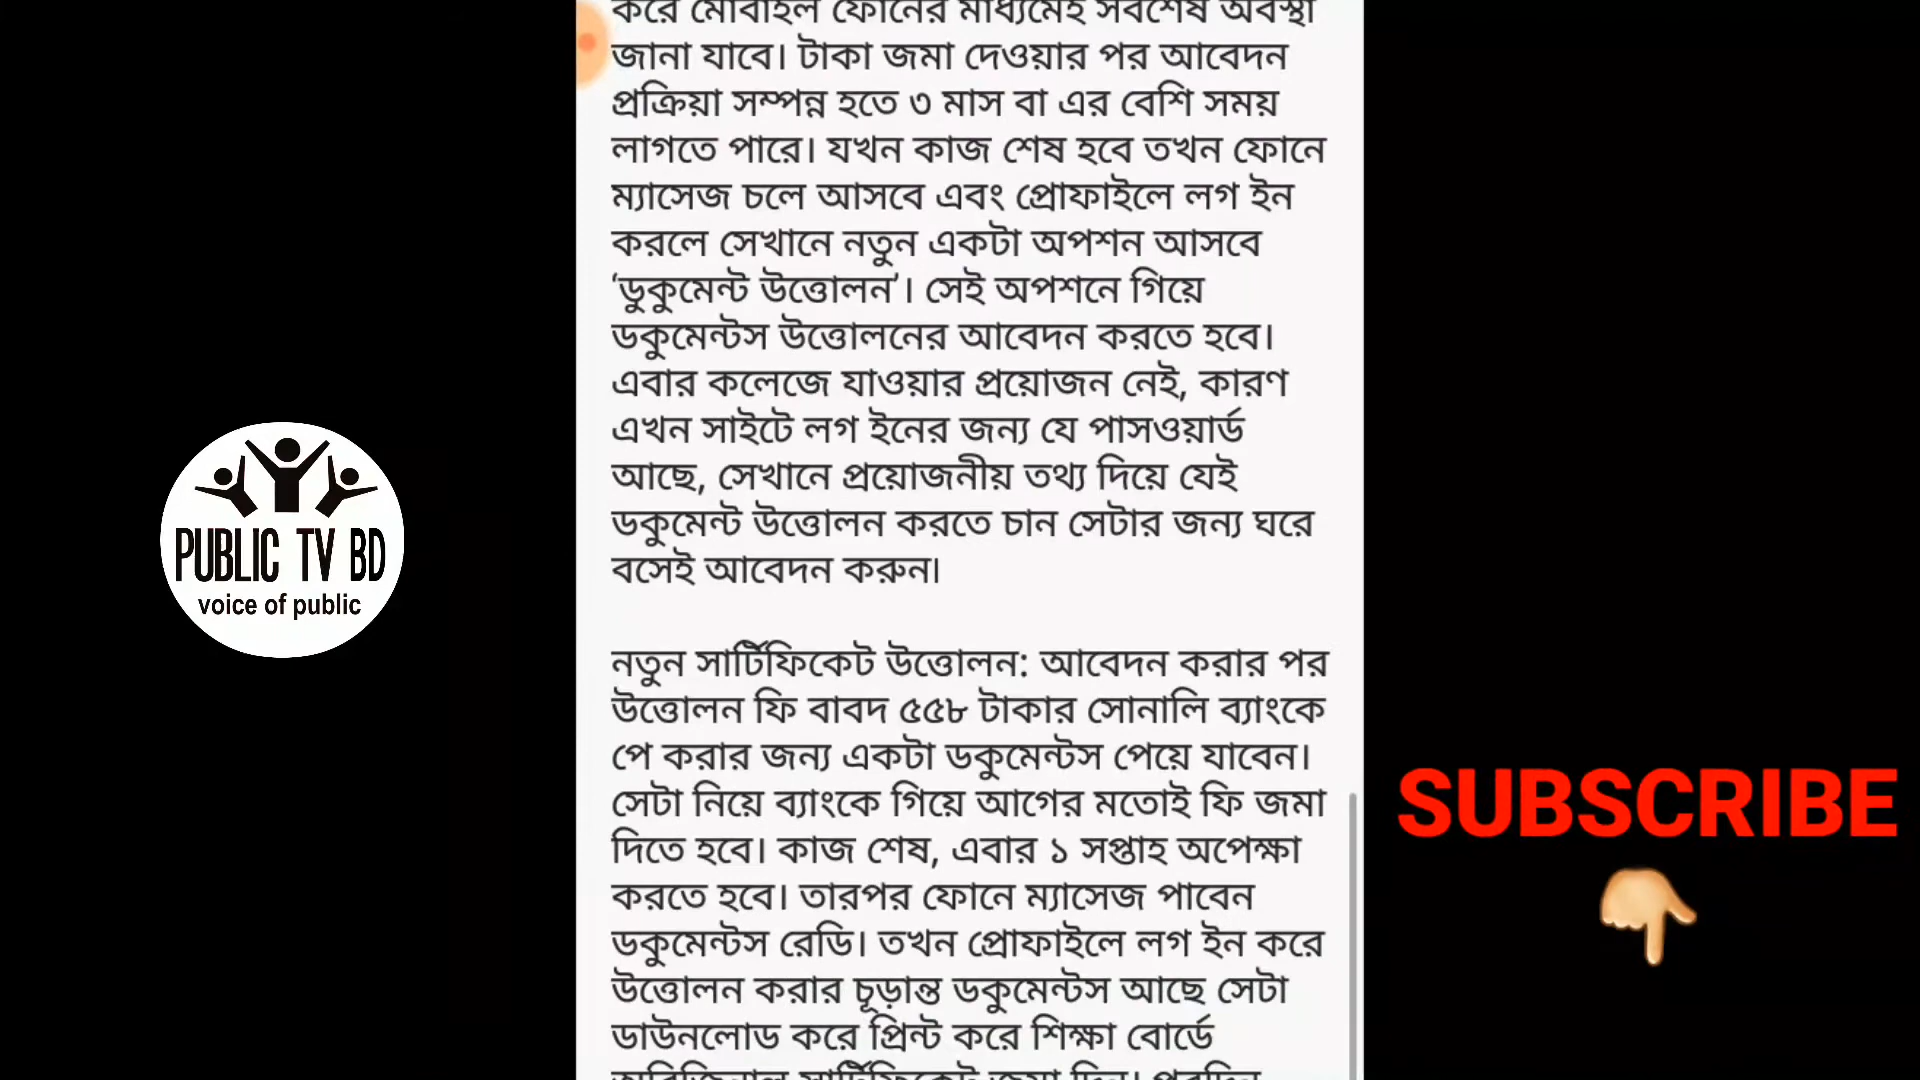 করে মোবাইল ফোনের মাধ্যমেই সর্বশেষ অবস্থা
জানা যাবে। টাকা জমা দেওয়ার পর আবেদন
প্রক্রিয়া সম্পন্ন হতে ৩ মাস বা এর বেশি সময়
লাগতে পারে। যখন কাজ শেষ হবে তখন ফোনে
ম্যাসেজ চলে আসবে এবং প্রোফাইলে লগ ইন
করলে সেখানে নতুন একটা অপশন আসবে
‘ডুকুমেন্ট উত্তোলন’। সেই অপশনে গিয়ে
ডকুমেন্টস উত্তোলনের আবেদন করতে হবে।
এবার কলেজে যাওয়ার প্রয়োজন নেই, কারণ
এখন সাইটে লগ ইনের জন্য যে পাসওয়ার্ড
আছে, সেখানে প্রয়োজনীয় তথ্য দিয়ে যেই
ডকুমেন্ট উত্তোলন করতে চান সেটার জন্য ঘরে
বসেই আবেদন করুন।
নতুন সার্টিফিকেট উত্তোলন: আবেদন করার পর
উত্তোলন ফি বাবদ ৫৫৮ টাকার সোনালি ব্যাংকে
পে করার জন্য একটা ডকুমেন্টস পেয়ে যাবেন।
সেটা নিয়ে ব্যাংকে গিয়ে আগের মতোই ফি জমা
দিতে হবে। কাজ শেষ, এবার ১ সপ্তাহ অপেক্ষা
করতে হবে। তারপর ফোনে ম্যাসেজ পাবেন
ডকুমেন্টস রেডি। তখন প্রোফাইলে লগ ইন করে
উত্তোলন করার চূড়ান্ত ডকুমেন্টস আছে সেটা
ডাউনলোড করে প্রিন্ট করে শিক্ষা বোর্ডে
PUBLIC TV BD
voice of public
SUBSCRIBE